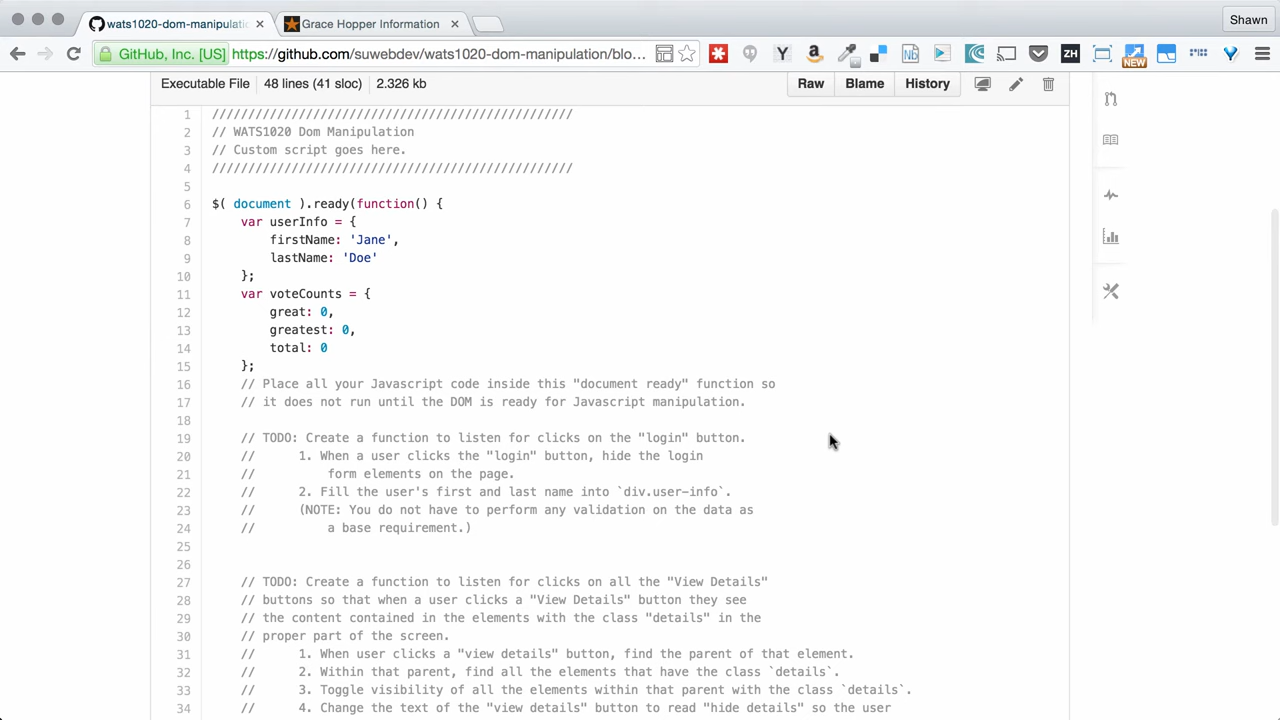 wats1020-dom-manipulatio
Grace Hopper Information
Shawn
GitHub, Inc. [US]
https://github.com/suwebdev/wats1020-dom-manipulation/blo...
Y
a
Nb
ZH
NEW
Executable File
48 lines (41 sloc)
2.326 kb
Raw
Blame
History
1 //////////////////////////////////////////////////
2 // WATS1020 Dom Manipulation
3 // Custom script goes here.
4 //////////////////////////////////////////////////
5
6 $( document ).ready(function() {
7 var userInfo = {
8 firstName: 'Jane',
9 lastName: 'Doe'
10 };
11 var voteCounts = {
12 great: 0,
13 greatest: 0,
14 total: 0
15 };
16 // Place all your Javascript code inside this "document ready" function so
17 // it does not run until the DOM is ready for Javascript manipulation.
18
19 // TODO: Create a function to listen for clicks on the "login" button.
20 // 1. When a user clicks the "login" button, hide the login
21 // form elements on the page.
22 // 2. Fill the user's first and last name into `div.user-info`.
23 // (NOTE: You do not have to perform any validation on the data as
24 // a base requirement.)
25
26
27 // TODO: Create a function to listen for clicks on all the "View Details"
28 // buttons so that when a user clicks a "View Details" button they see
29 // the content contained in the elements with the class "details" in the
30 // proper part of the screen.
31 // 1. When user clicks a "view details" button, find the parent of that element.
32 // 2. Within that parent, find all the elements that have the class `details`.
33 // 3. Toggle visibility of all the elements within that parent with the class `details`.
34 // 4. Change the text of the "view details" button to read "hide details" so the user